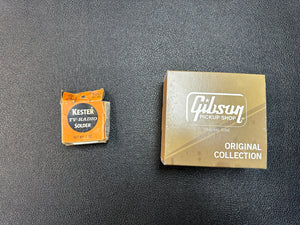 KESTER
TV-RADIO
SOLDER
Gibson
PICKUP SHOP
ORIGINAL
COLLECTION